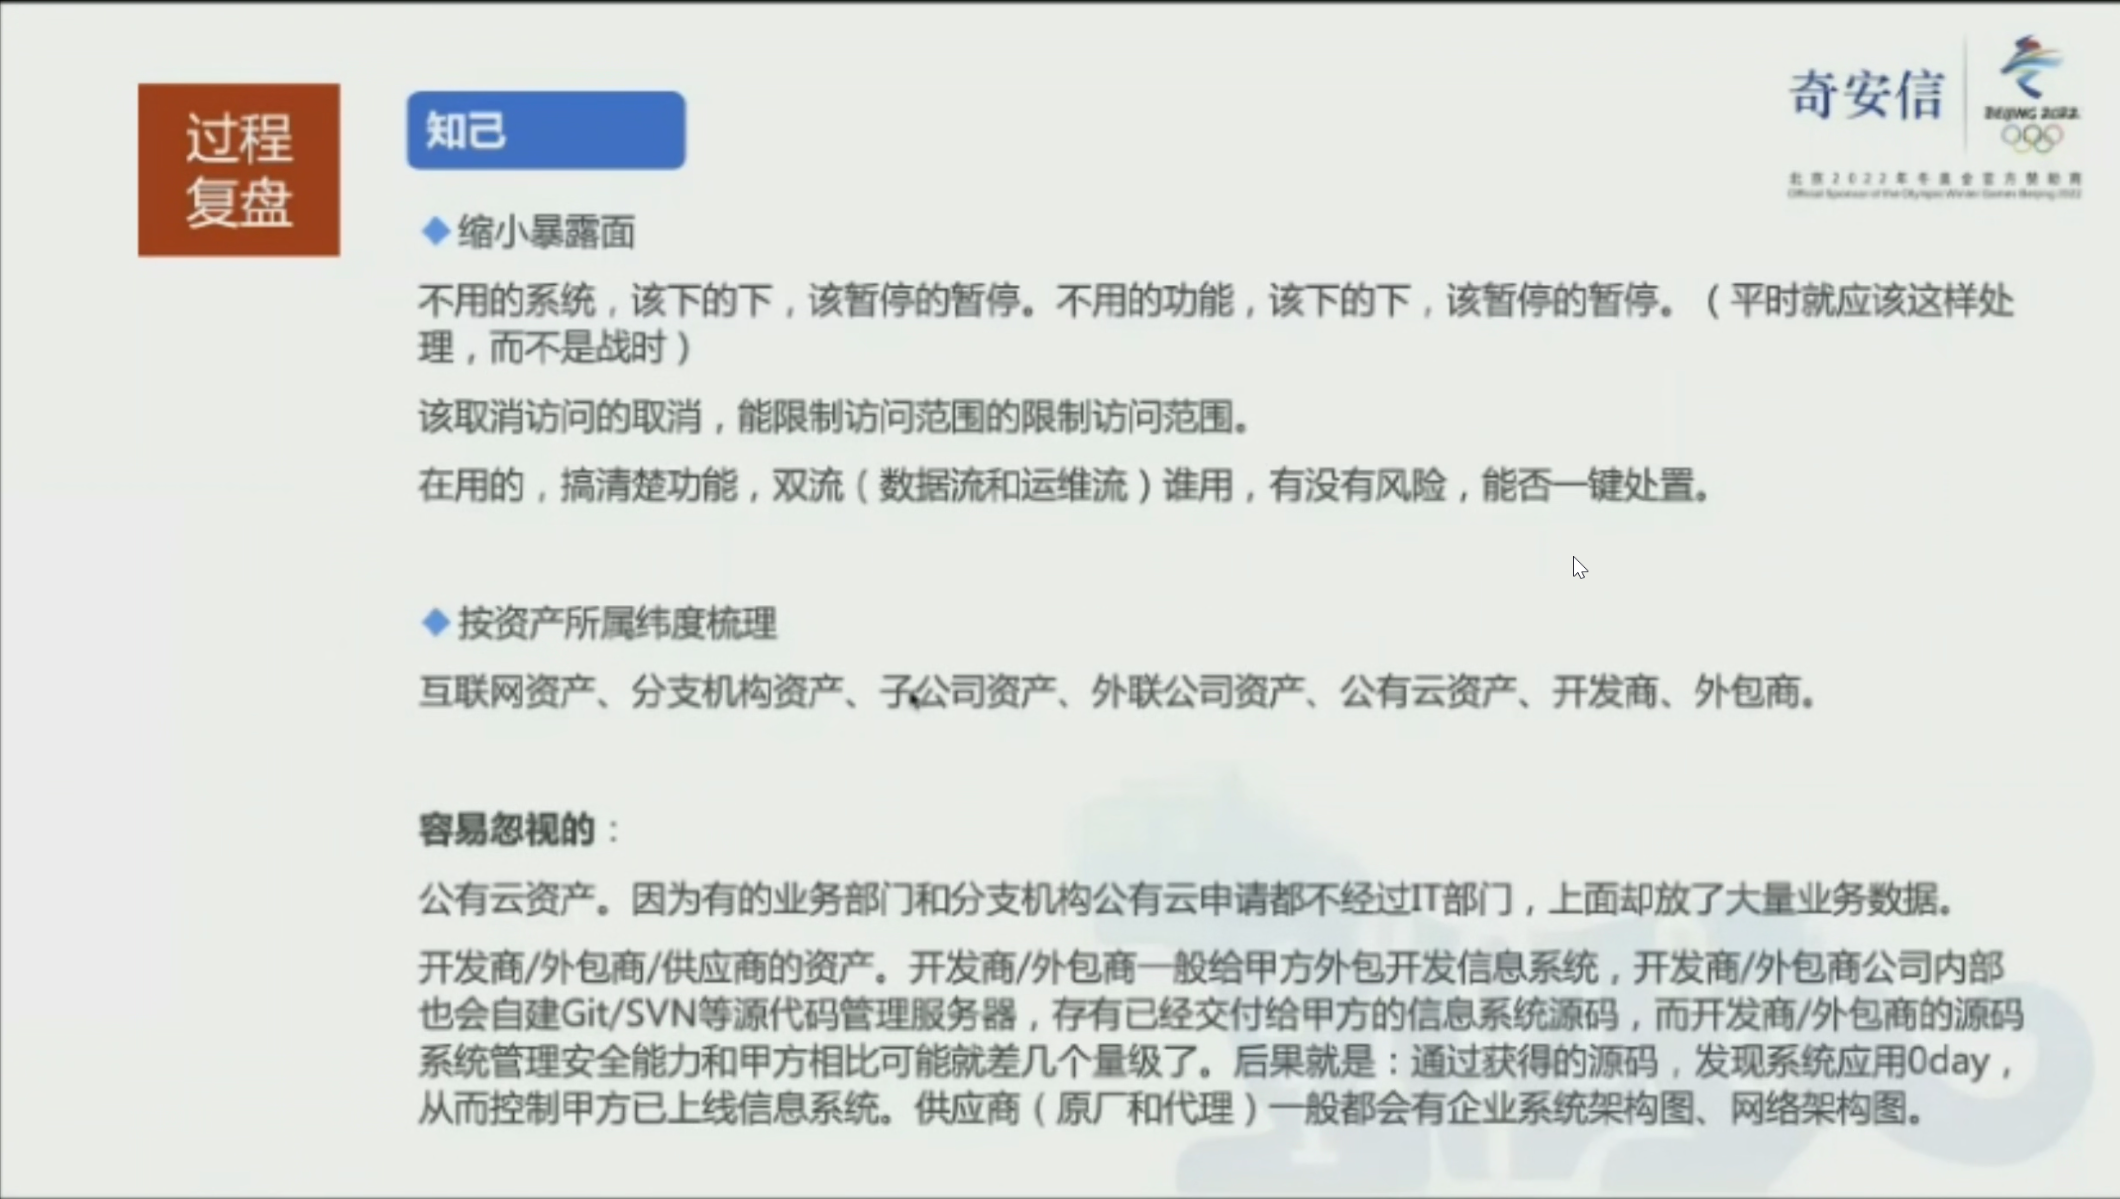 过程
复盘
知己
奇安信
BEIJING 2022
北京2022年冬奥会官方赞助商
Official Sponsor of the Olympic Winter Games Beijing 2022
缩小暴露面
不用的系统，该下的下，该暂停的暂停。不用的功能，该下的下，该暂停的暂停。（平时就应该这样处
理，而不是战时）
该取消访问的取消，能限制访问范围的限制访问范围。
在用的，搞清楚功能，双流（数据流和运维流）谁用，有没有风险，能否一键处置。
按资产所属纬度梳理
互联网资产、分支机构资产、子公司资产、外联公司资产、公有云资产、开发商、外包商。
容易忽视的：
公有云资产。因为有的业务部门和分支机构公有云申请都不经过IT部门，上面却放了大量业务数据。
开发商/外包商/供应商的资产。开发商/外包商一般给甲方外包开发信息系统，开发商/外包商公司内部
也会自建Git/SVN等源代码管理服务器，存有已经交付给甲方的信息系统源码，而开发商/外包商的源码
系统管理安全能力和甲方相比可能就差几个量级了。后果就是：通过获得的源码，发现系统应用0day，
从而控制甲方已上线信息系统。供应商（原厂和代理）一般都会有企业系统架构图、网络架构图。